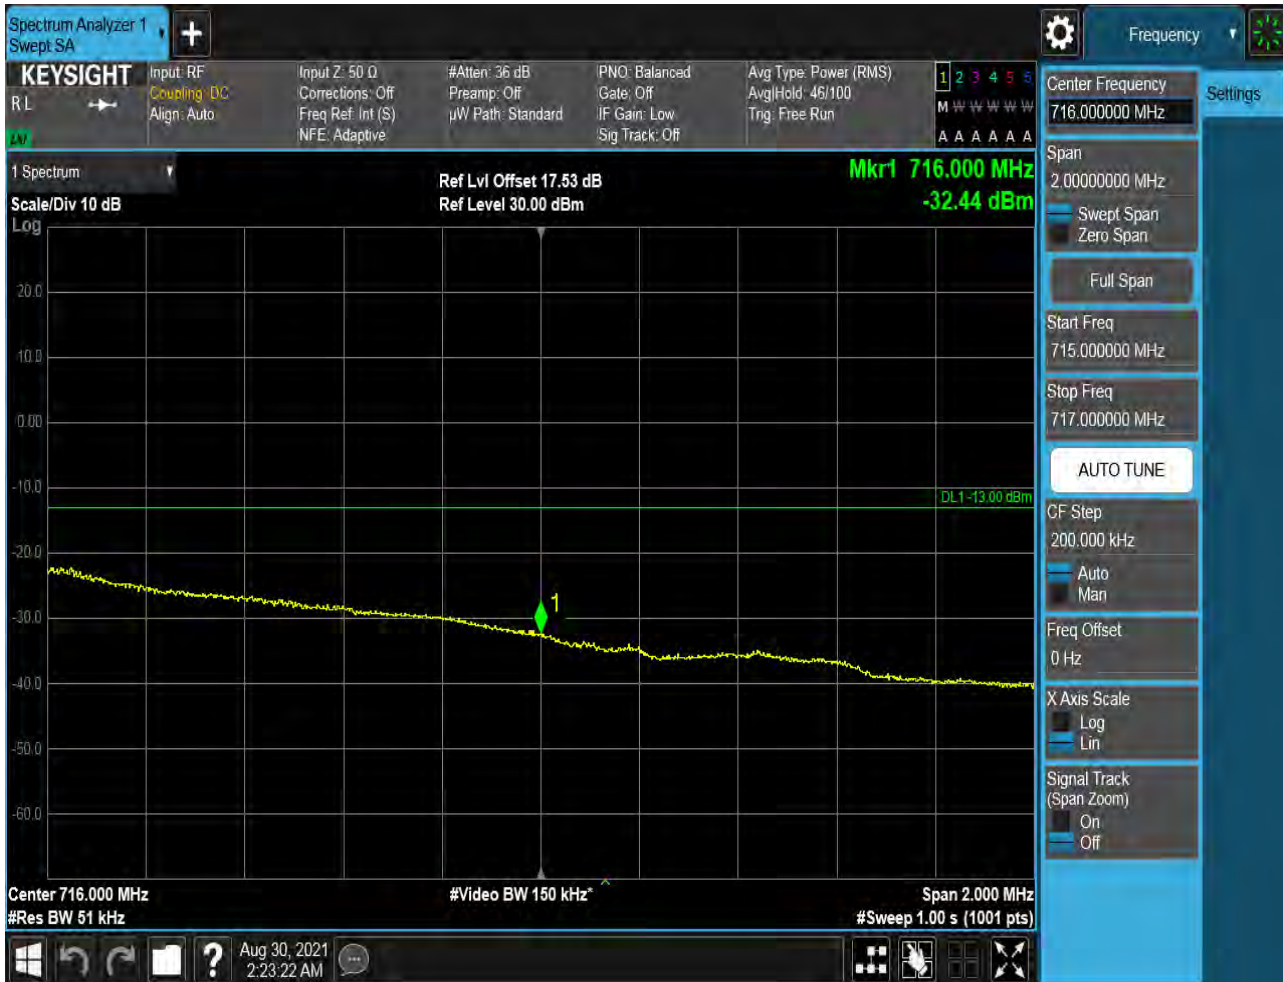 Spectrum Analyzer 1
Swept SA
+
Frequency
KEYSIGHT
RL
LNI
Input: RF
Coupling: DC
Align: Auto
Input Z: 50 Ω
Corrections: Off
Freq Ref: Int (S)
NFE: Adaptive
#Atten: 36 dB
Preamp: Off
µW Path: Standard
PNO: Balanced
Gate: Off
IF Gain: Low
Sig Track: Off
Avg Type: Power (RMS)
Avg|Hold: 46/100
Trig: Free Run
1 2 3 4 5 6
M W W W W W
A A A A A A
1 Spectrum
Scale/Div 10 dB
Log
Ref Lvl Offset 17.53 dB
Ref Level 30.00 dBm
Mkr1 716.000 MHz
-32.44 dBm
20.0
10.0
0.00
-10.0
-20.0
-30.0
-40.0
-50.0
-60.0
DL1 -13.00 dBm
1
Center 716.000 MHz
#Res BW 51 kHz
#Video BW 150 kHz*
Span 2.000 MHz
#Sweep 1.00 s (1001 pts)
?
Aug 30, 2021
2:23:22 AM
Center Frequency
716.000000 MHz
Settings
Span
2.00000000 MHz
Swept Span
Zero Span
Full Span
Start Freq
715.000000 MHz
Stop Freq
717.000000 MHz
AUTO TUNE
CF Step
200.000 kHz
Auto
Man
Freq Offset
0 Hz
X Axis Scale
Log
Lin
Signal Track
(Span Zoom)
On
Off